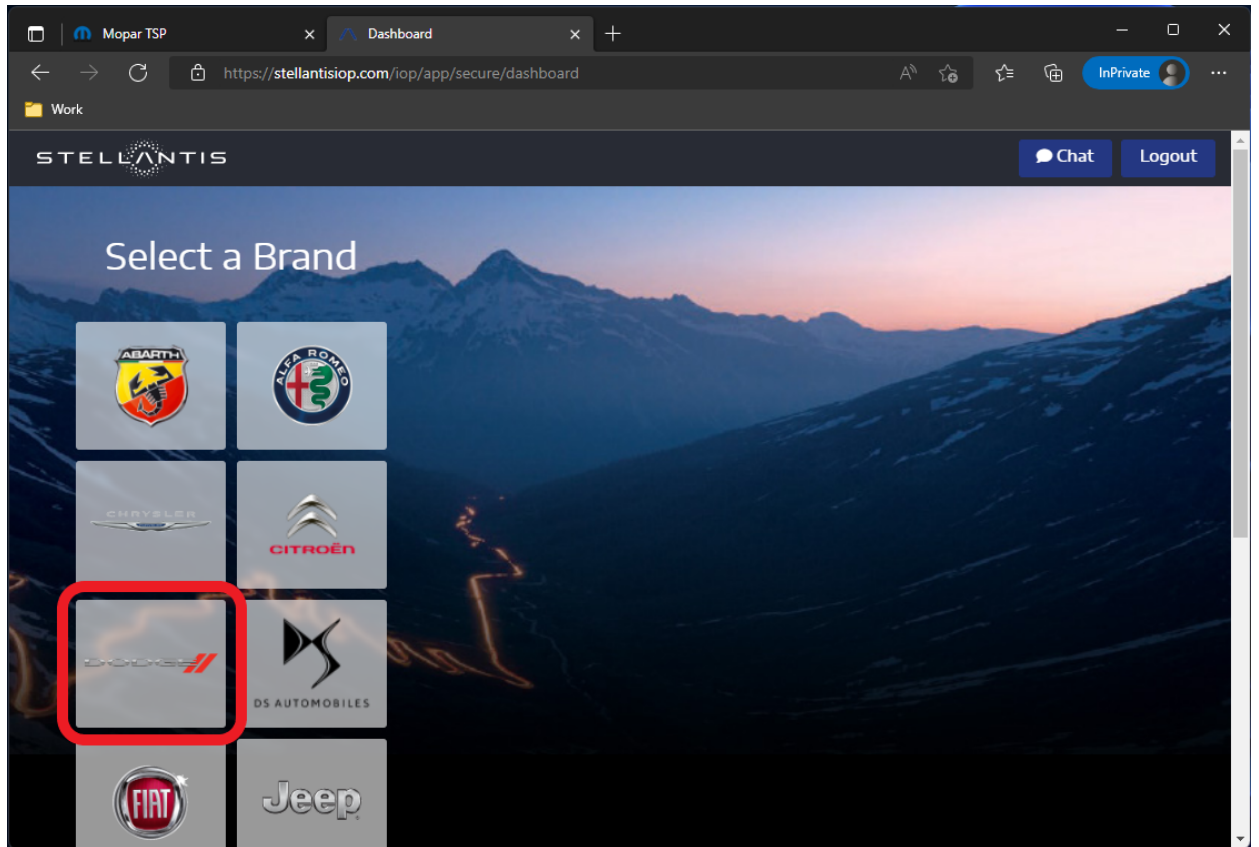 Mopar TSP
Dashboard
https://stellantisiop.com/iop/app/secure/dashboard
InPrivate
Work
STELLANTIS
Chat
Logout
Select a Brand
ABARTH
ALFA ROMEO
CHRYSLER
CITROËN
DODGE
DS AUTOMOBILES
FIAT
Jeep